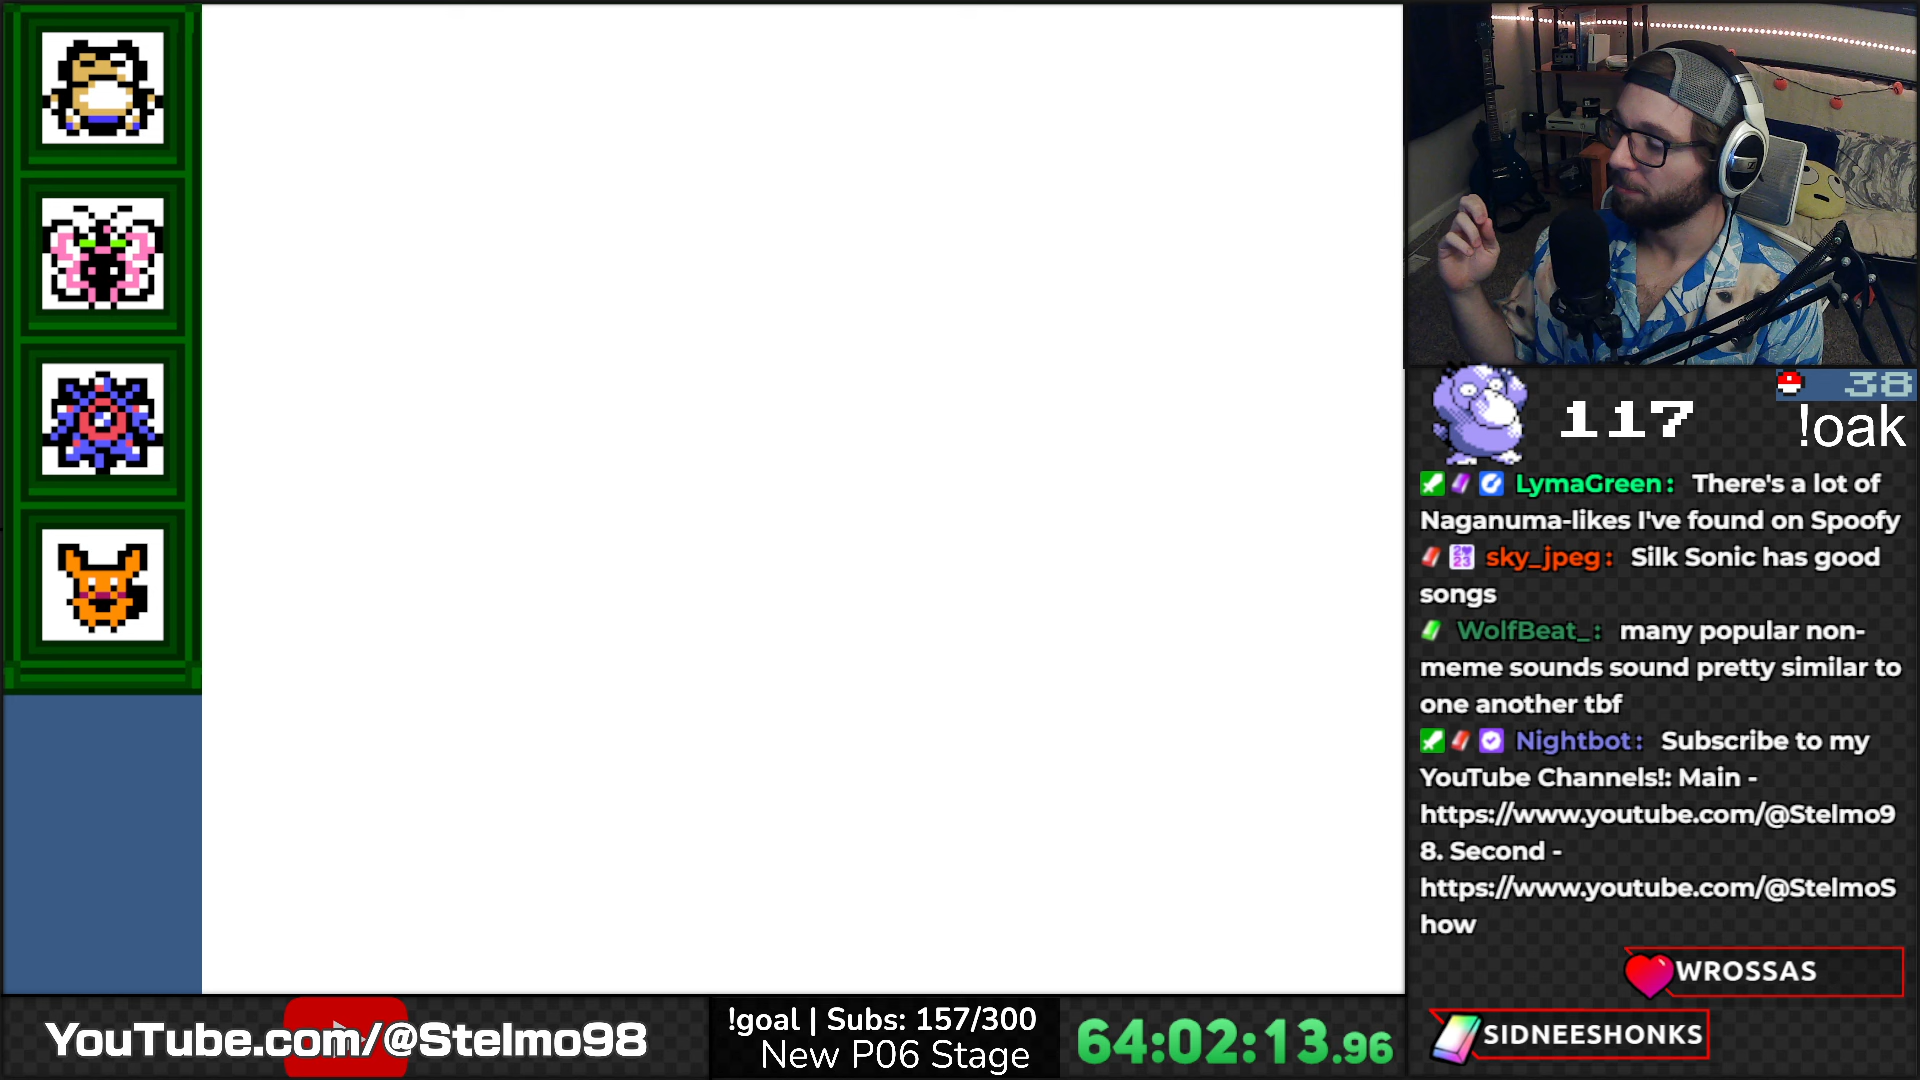 38
117
!oak
LymaGreen: There's a lot of
Naganuma-likes I've found on Spoofy
sky_jpeg: Silk Sonic has good
songs
WolfBeat_: many popular non-
meme sounds sound pretty similar to
one another tbf
Nightbot: Subscribe to my
YouTube Channels!: Main -
https://www.youtube.com/@Stelmo9
8. Second -
https://www.youtube.com/@StelmoS
how
WROSSAS
SIDNEESHONKS
YouTube.com/@Stelmo98
!goal | Subs: 157/300
New P06 Stage
64:02:13.96